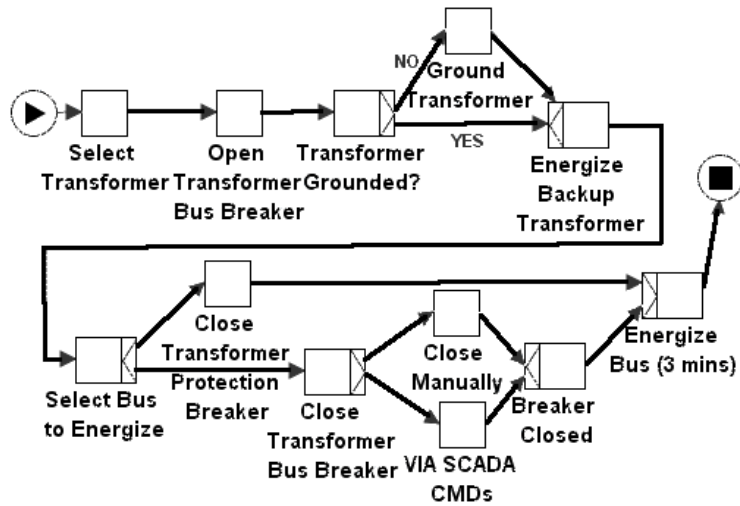 NO
Ground
Transformer
YES
Select
Transformer
Open
Transformer
Bus Breaker
Transformer
Grounded?
Energize
Backup
Transformer
Close
Transformer
Protection
Breaker
Close
Manually
Energize
Bus (3 mins)
Select Bus
to Energize
Close
Transformer
Bus Breaker
VIA SCADA
CMDs
Breaker
Closed